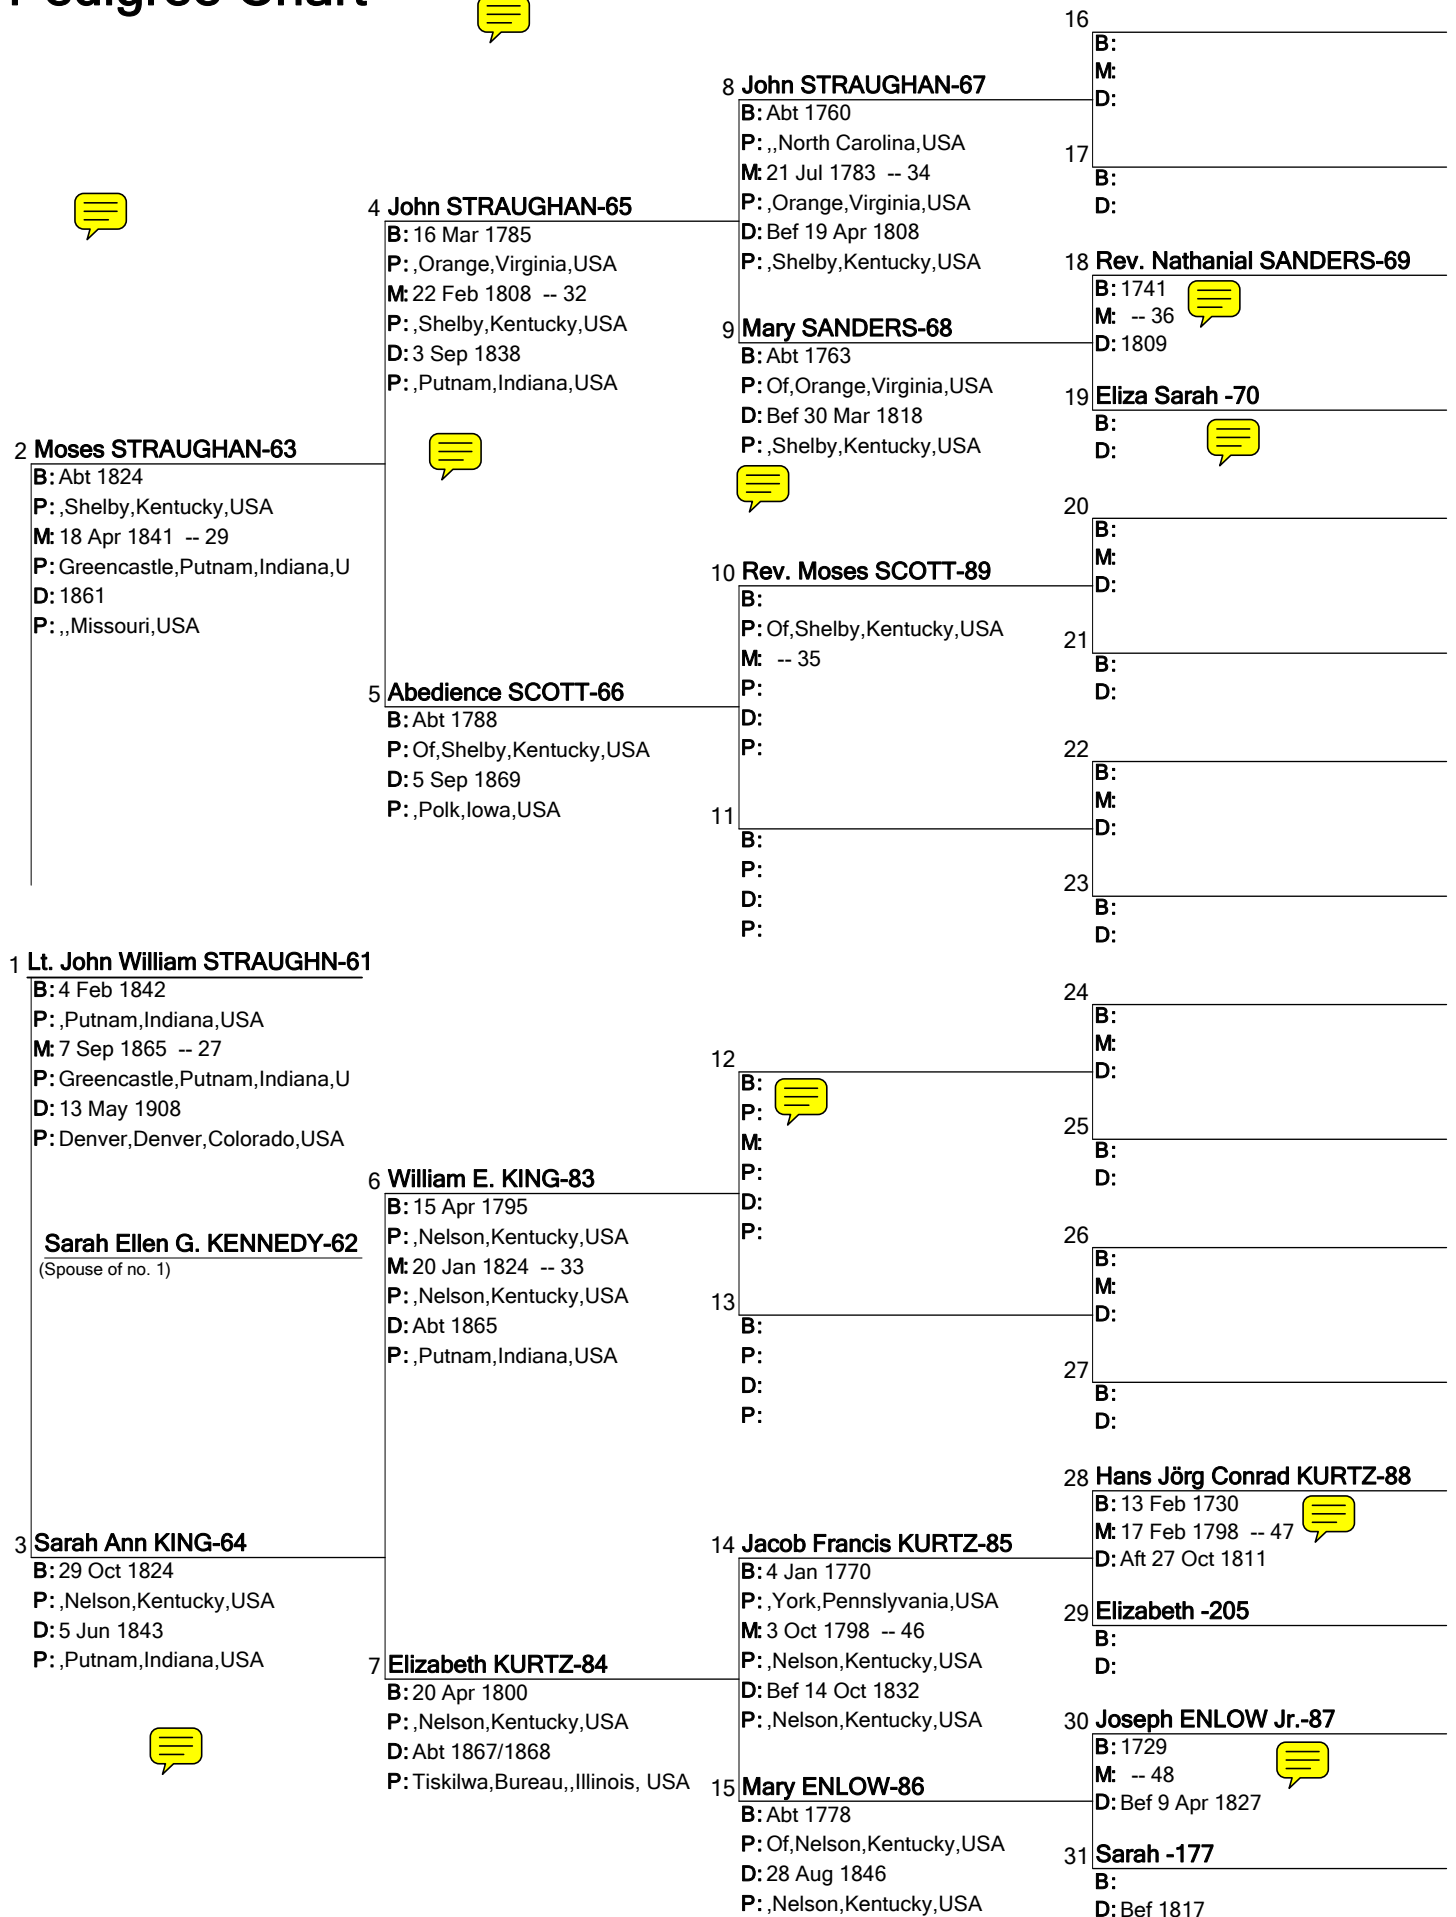 Pedigree Chart
2 Moses STRAUGHAN-63
B: Abt 1824
P: ,Shelby,Kentucky,USA
M: 18 Apr 1841 -- 29
P: Greencastle,Putnam,Indiana,U
D: 1861
P: ,,Missouri,USA
1 Lt. John William STRAUGHN-61
B: 4 Feb 1842
P: ,Putnam,Indiana,USA
M: 7 Sep 1865 -- 27
P: Greencastle,Putnam,Indiana,U
D: 13 May 1908
P: Denver,Denver,Colorado,USA
Sarah Ellen G. KENNEDY-62
(Spouse of no. 1)
3 Sarah Ann KING-64
B: 29 Oct 1824
P: ,Nelson,Kentucky,USA
D: 5 Jun 1843
P: ,Putnam,Indiana,USA
4 John STRAUGHAN-65
B: 16 Mar 1785
P: ,Orange,Virginia,USA
M: 22 Feb 1808 -- 32
P: ,Shelby,Kentucky,USA
D: 3 Sep 1838
P: ,Putnam,Indiana,USA
5 Abedience SCOTT-66
B: Abt 1788
P: Of,Shelby,Kentucky,USA
D: 5 Sep 1869
P: ,Polk,Iowa,USA
6 William E. KING-83
B: 15 Apr 1795
P: ,Nelson,Kentucky,USA
M: 20 Jan 1824 -- 33
P: ,Nelson,Kentucky,USA
D: Abt 1865
P: ,Putnam,Indiana,USA
7 Elizabeth KURTZ-84
B: 20 Apr 1800
P: ,Nelson,Kentucky,USA
D: Abt 1867/1868
P: Tiskilwa,Bureau,,Illinois, USA
8 John STRAUGHAN-67
B: Abt 1760
P: ,,North Carolina,USA
M: 21 Jul 1783 -- 34
P: ,Orange,Virginia,USA
D: Bef 19 Apr 1808
P: ,Shelby,Kentucky,USA
9 Mary SANDERS-68
B: Abt 1763
P: Of,Orange,Virginia,USA
D: Bef 30 Mar 1818
P: ,Shelby,Kentucky,USA
10 Rev. Moses SCOTT-89
B:
P: Of,Shelby,Kentucky,USA
M: -- 35
P:
D:
P:
11
B:
P:
D:
P:
12
B:
P:
M:
P:
D:
P:
13
B:
P:
D:
P:
14 Jacob Francis KURTZ-85
B: 4 Jan 1770
P: ,York,Pennslyvania,USA
M: 3 Oct 1798 -- 46
P: ,Nelson,Kentucky,USA
D: Bef 14 Oct 1832
P: ,Nelson,Kentucky,USA
15 Mary ENLOW-86
B: Abt 1778
P: Of,Nelson,Kentucky,USA
D: 28 Aug 1846
P: ,Nelson,Kentucky,USA
16
B:
M:
D:
17
B:
D:
18 Rev. Nathanial SANDERS-69
B: 1741
M: -- 36
D: 1809
19 Eliza Sarah -70
B:
D:
20
B:
M:
D:
21
B:
D:
22
B:
M:
D:
23
B:
D:
24
B:
M:
D:
25
B:
D:
26
B:
M:
D:
27
B:
D:
28 Hans Jörg Conrad KURTZ-88
B: 13 Feb 1730
M: 17 Feb 1798 -- 47
D: Aft 27 Oct 1811
29 Elizabeth -205
B:
D:
30 Joseph ENLOW Jr.-87
B: 1729
M: -- 48
D: Bef 9 Apr 1827
31 Sarah -177
B:
D: Bef 1817